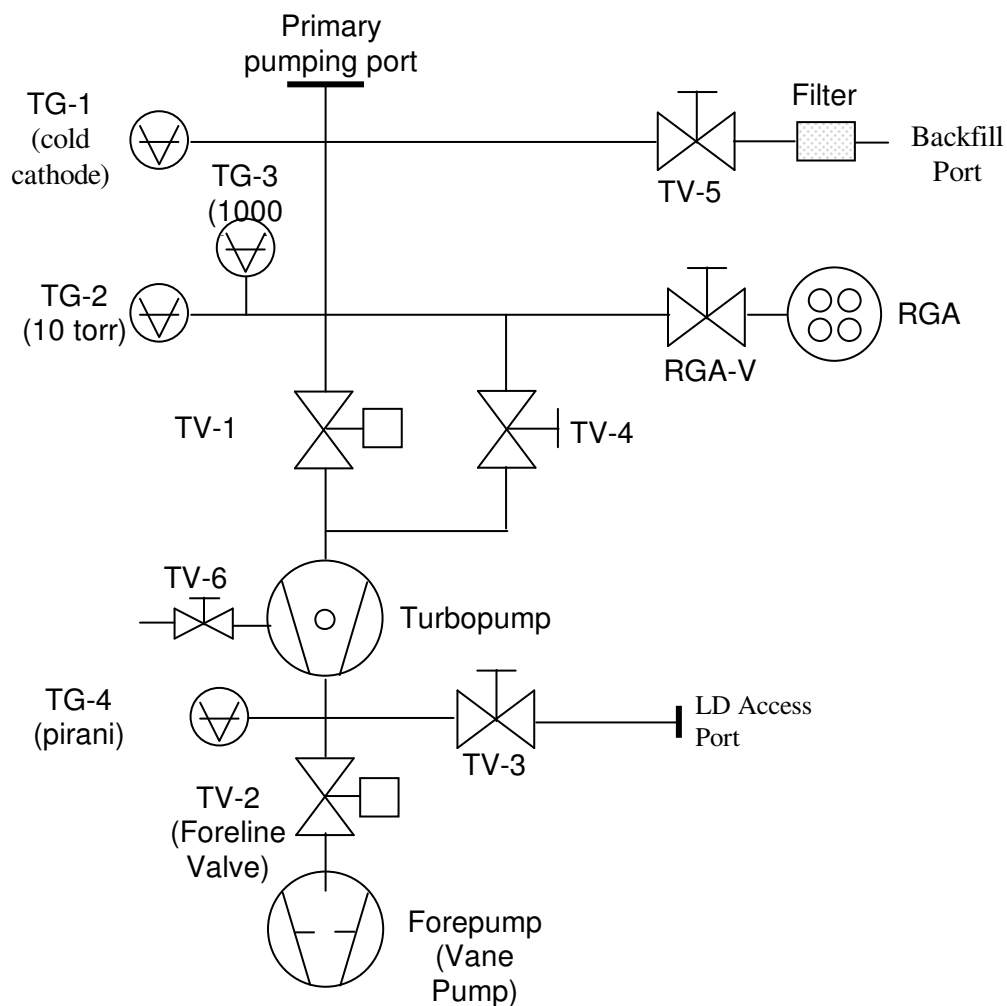 Primary
pumping port
TG-1
(cold
cathode)
Filter
Backfill
Port
TV-5
TG-3
(1000
TG-2
(10 torr)
RGA
RGA-V
TV-1
TV-4
TV-6
Turbopump
TG-4
(pirani)
LD Access
Port
TV-3
TV-2
(Foreline
Valve)
Forepump
(Vane
Pump)